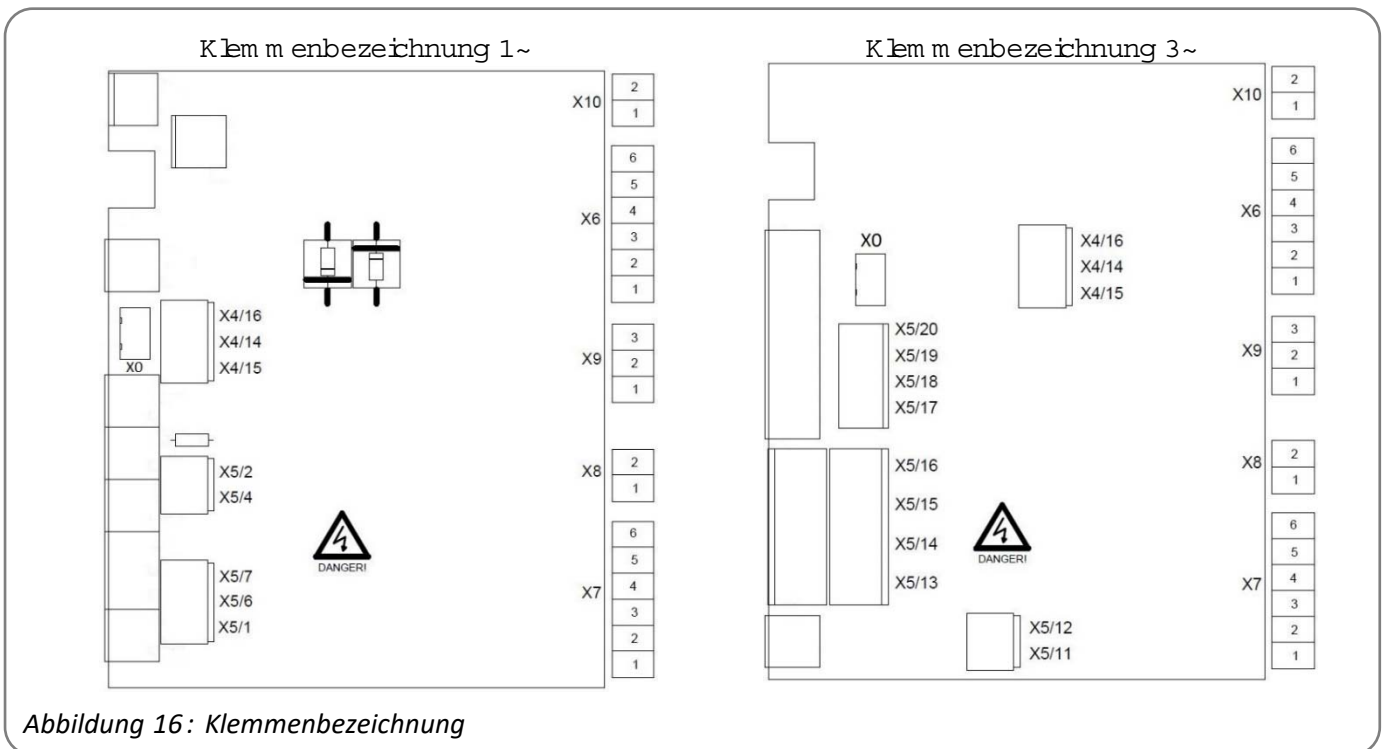 Klemmenbezeichnung 1~
X10
2
1
X6
6
5
4
3
2
1
X0
X4/16
X4/14
X4/15
X9
3
2
1
X5/2
X5/4
X8
2
1
DANGER!
X5/7
X5/6
X5/1
X7
6
5
4
3
2
1
Klemmenbezeichnung 3~
X10
2
1
X6
6
5
4
3
2
1
X0
X4/16
X4/14
X4/15
X5/20
X5/19
X5/18
X5/17
X9
3
2
1
X5/16
X5/15
X5/14
X5/13
X8
2
1
DANGER!
X7
6
5
4
3
2
1
X5/12
X5/11
Abbildung 16: Klemmenbezeichnung